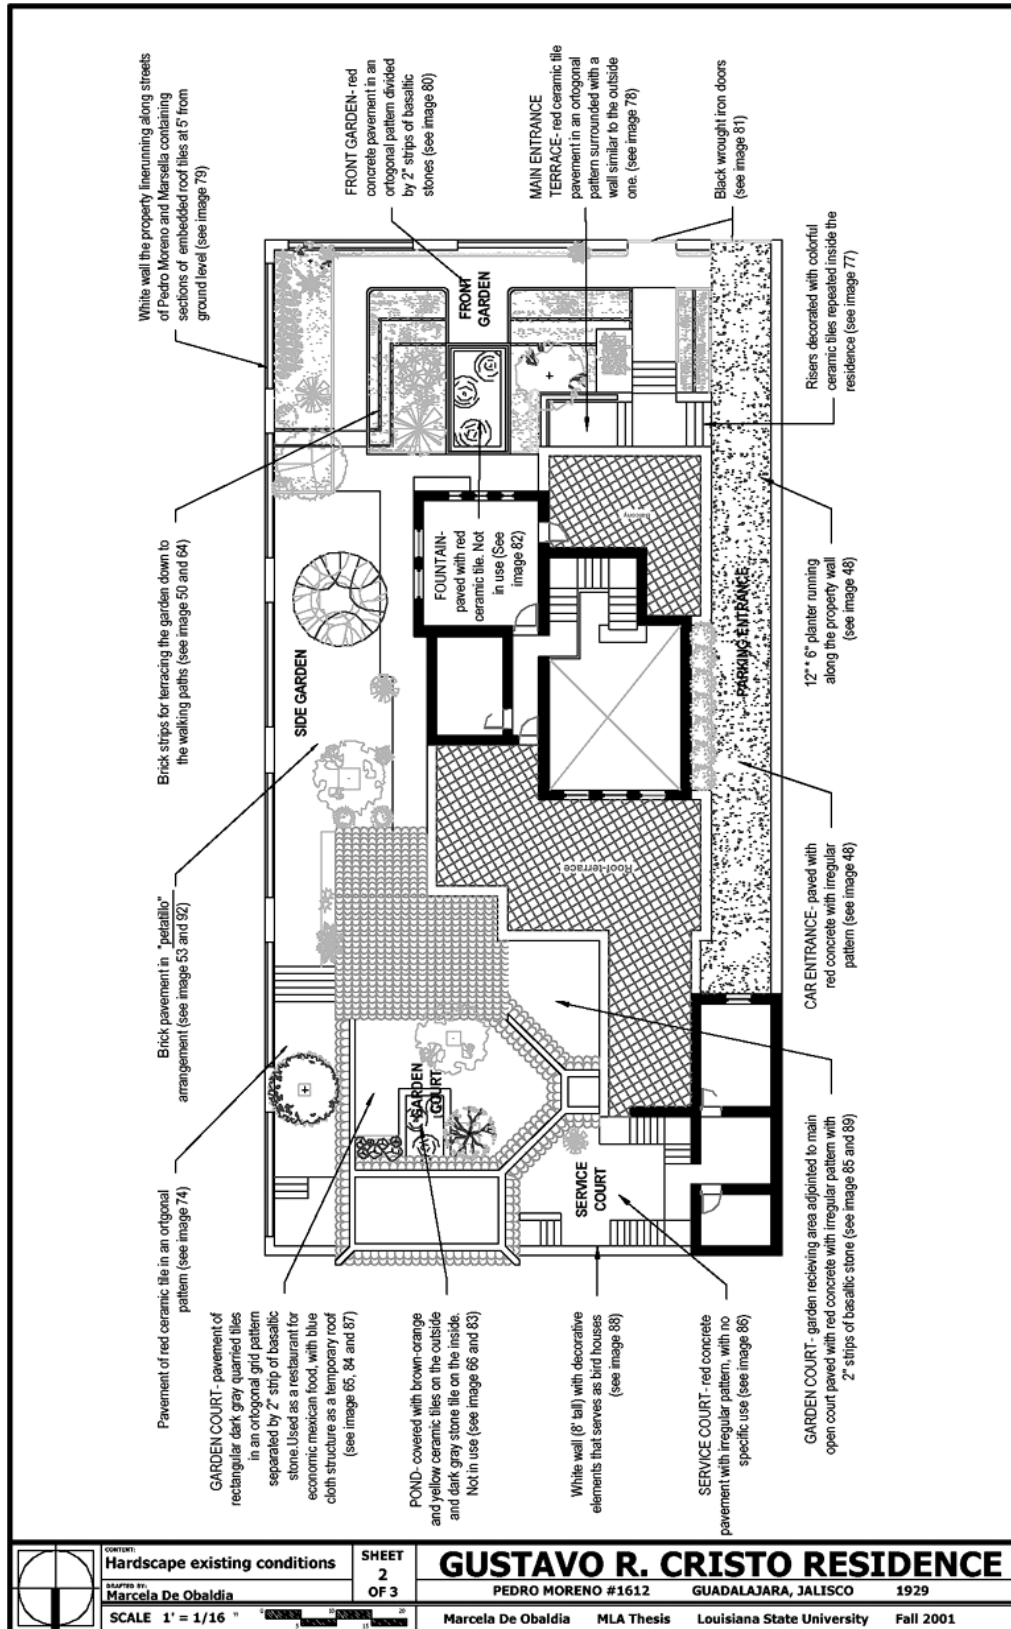 White wall the property linerunning along streets
of Pedro Moreno and Marsella containing
sections of embedded roof tiles at 5' from
ground level (see image 79)
FRONT GARDEN- red
concrete pavement in an
ortogonal pattern divided
by 2" strips of basaltic
stones (see image 80)
MAIN ENTRANCE
TERRACE- red ceramic tile
pavement in an ortogonal
pattern surrounded with a
wall similar to the outside
one. (see image 78)
Black wrought iron doors
(see image 81)
Brick strips for terracing the garden down to
the walking paths (see image 50 and 64)
FRONT
GARDEN
Risers decorated with colorful
ceramic tiles repeated inside the
residence (see image 77)
Brick pavement in "petatillo"
arrangement (see image 53 and 92)
SIDE GARDEN
FOUNTAIN-
paved with red
ceramic tile. Not
in use (See
image 82)
Balcony
PARKING ENTRANCE
12"* 6" planter running
along the property wall
(see image 48)
Roof-terrace
CAR ENTRANCE- paved with
red concrete with irregular
pattern (see image 48)
Pavement of red ceramic tile in an ortgonal
pattern (see image 74)
GARDEN
COURT
SERVICE
COURT
GARDEN COURT- pavement of
rectangular dark gray quarried tiles
in an ortogonal grid pattern
separated by 2" strip of basaltic
stone.Used as a restaurant for
economic mexican food, with blue
cloth structure as a temporary roof
(see image 65, 84 and 87)
POND- covered with brown-orange
and yellow ceramic tiles on the outside
and dark gray stone tile on the inside.
Not in use (see image 66 and 83)
White wall (8' tall) with decorative
elements that serves as bird houses
(see image 88)
SERVICE COURT- red concrete
pavement with irregular pattern, with no
specific use (see image 86)
GARDEN COURT- garden recieving area adjointed to main
open court paved with red concrete with irregular pattern with
2" strips of basaltic stone (see image 85 and 89)
CONTENT:
Hardscape existing conditions
DRAFTED BY:
Marcela De Obaldia
SCALE 1' = 1/16 "
0 5 10 15 20
SHEET
2
OF 3
GUSTAVO R. CRISTO RESIDENCE
PEDRO MORENO #1612 GUADALAJARA, JALISCO 1929
Marcela De Obaldia MLA Thesis Louisiana State University Fall 2001